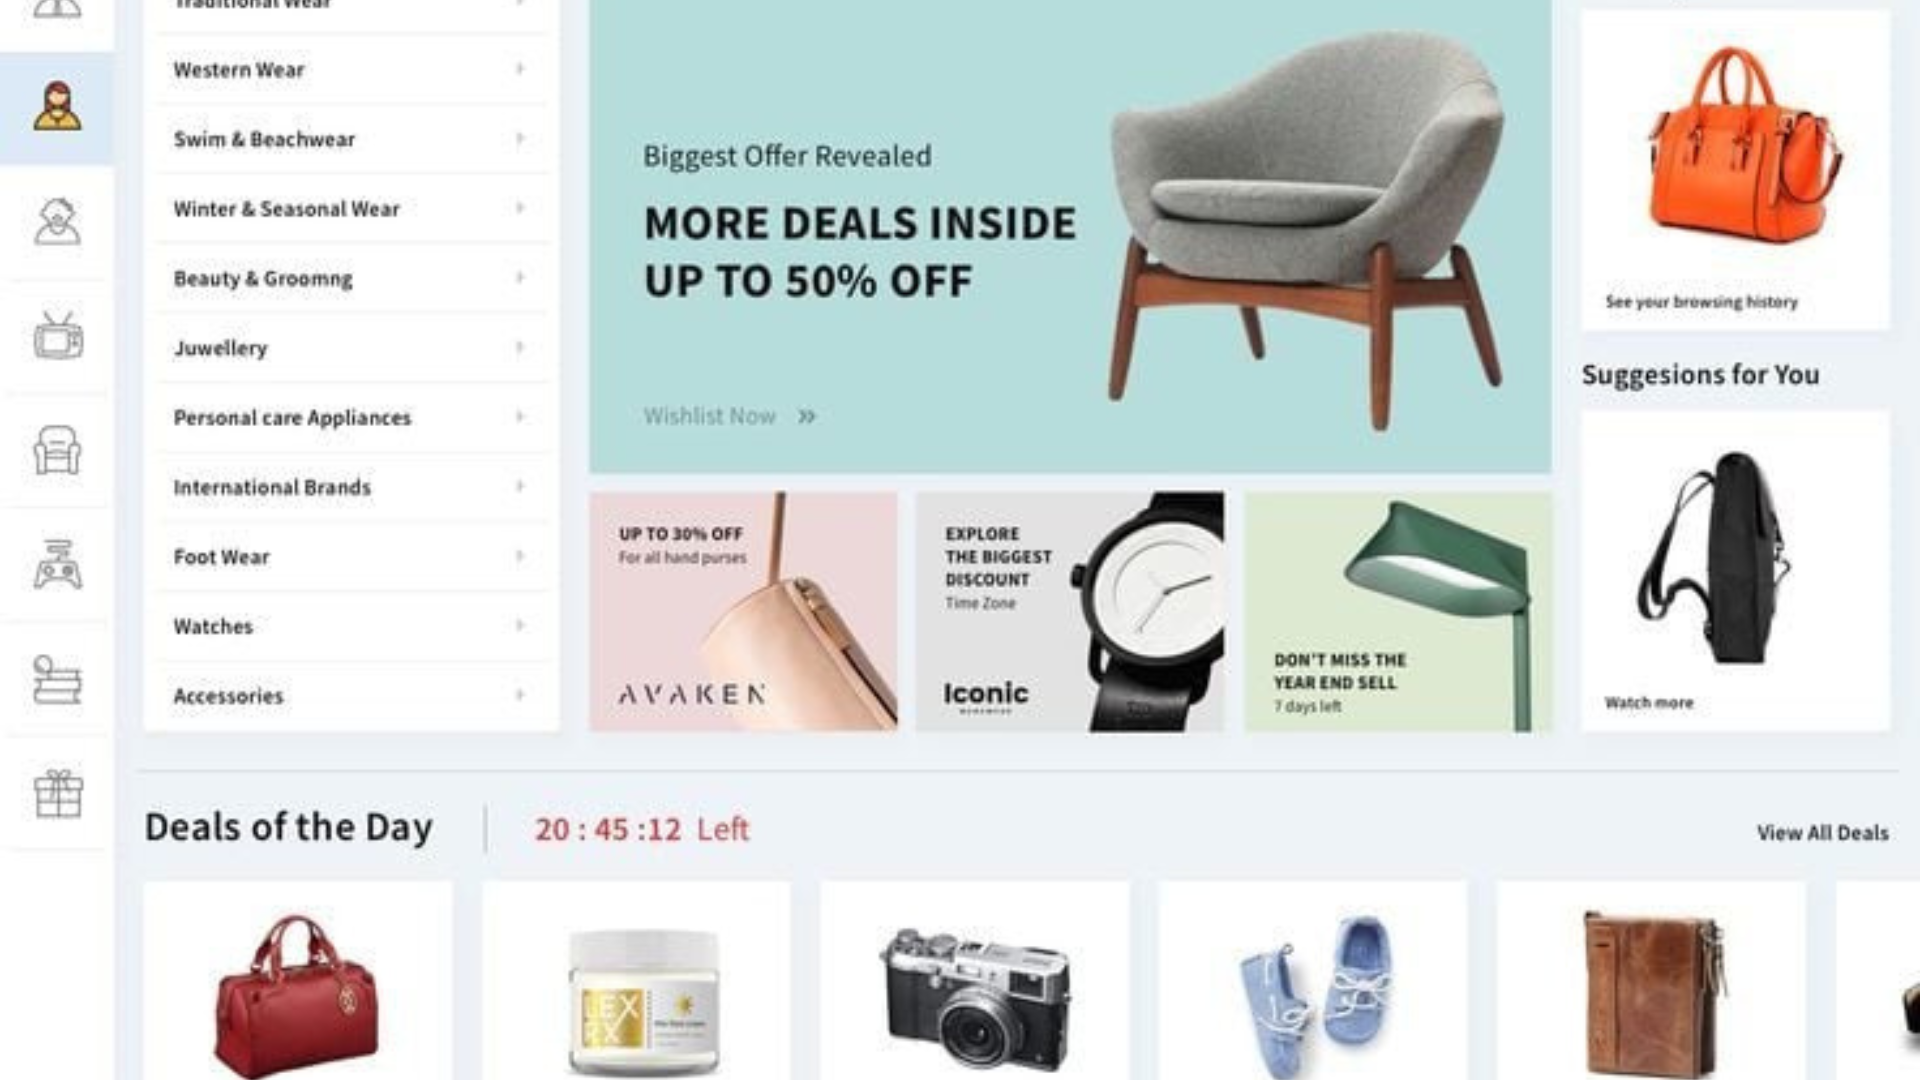 Traditional Wear
Western Wear
Swim & Beachwear
Winter & Seasonal Wear
Beauty & Groomng
Juwellery
Personal care Appliances
International Brands
Foot Wear
Watches
Accessories
Biggest Offer Revealed
MORE DEALS INSIDE
UP TO 50% OFF
Wishlist Now »
UP TO 30% OFF
For all hand purses
AVAKEN
EXPLORE
THE BIGGEST
DISCOUNT
Time Zone
Iconic
DON'T MISS THE
YEAR END SELL
7 days left
See your browsing history
Suggesions for You
Watch more
Deals of the Day
20 : 45 :12 Left
View All Deals
LEX
RX